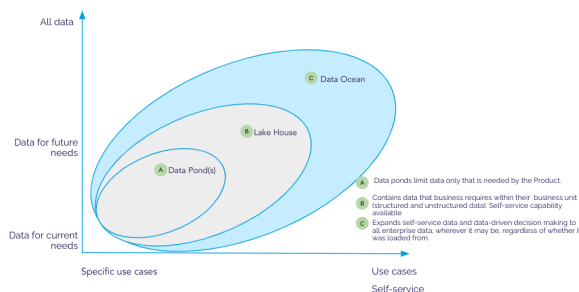 All data
C Data Ocean
B Lake House
Data for future
needs
A Data Pond(s)
A Data ponds limit data only that is needed by the Product.
B Contains data that business requires within their business unit
(structured and unstructured data). Self-service capability
available
C Expands self-service data and data-driven decision making to
all enterprise data, wherever it may be, regardless of whether i
was loaded from.
Data for current
needs
Specific use cases
Use cases
Self-service